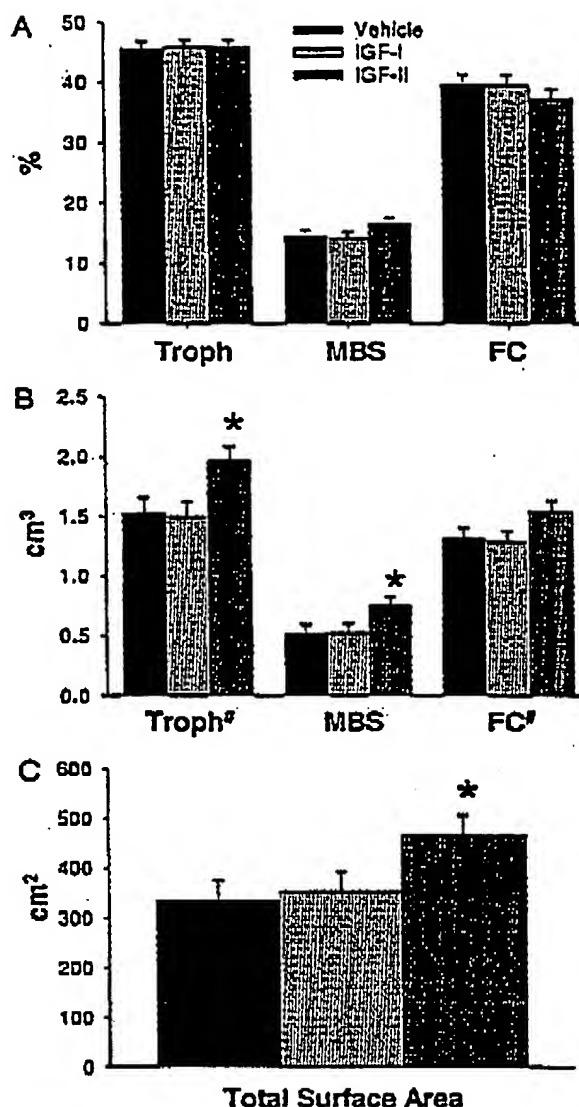 A
50
40
30
20
10
0
%
Vehicle
IGF-I
IGF-II
Troph
MBS
FC
B
2.5
2.0
1.5
1.0
0.5
0.0
cm³
*
*
Troph#
MBS
FC#
C
600
500
400
300
200
100
0
cm²
*
Total Surface Area